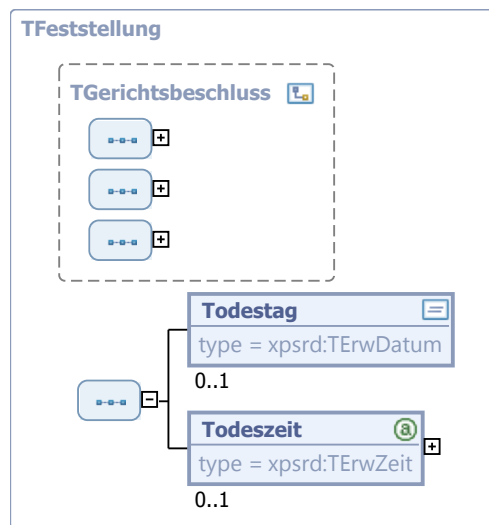 TFeststellung
TGerichtsbeschluss
Todestag
type = xpsrd:TErwDatum
0..1
Todeszeit
type = xpsrd:TErwZeit
0..1